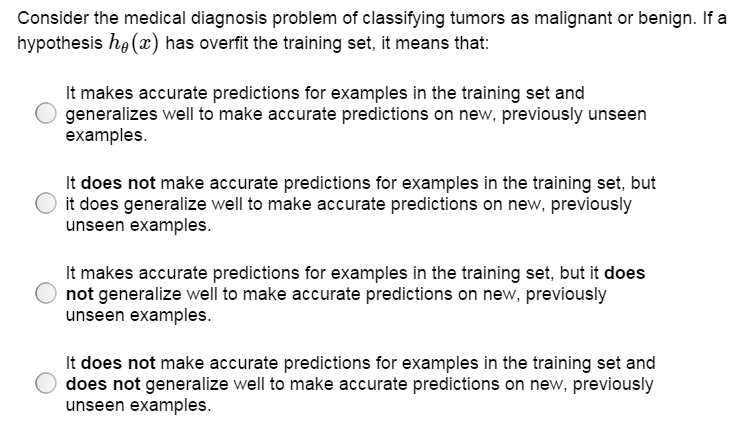 Consider the medical diagnosis problem of classifying tumors as malignant or benign. If a
hypothesis hθ(x) has overfit the training set, it means that:
It makes accurate predictions for examples in the training set and
generalizes well to make accurate predictions on new, previously unseen
examples.
It does not make accurate predictions for examples in the training set, but
it does generalize well to make accurate predictions on new, previously
unseen examples.
It makes accurate predictions for examples in the training set, but it does
not generalize well to make accurate predictions on new, previously
unseen examples.
It does not make accurate predictions for examples in the training set and
does not generalize well to make accurate predictions on new, previously
unseen examples.